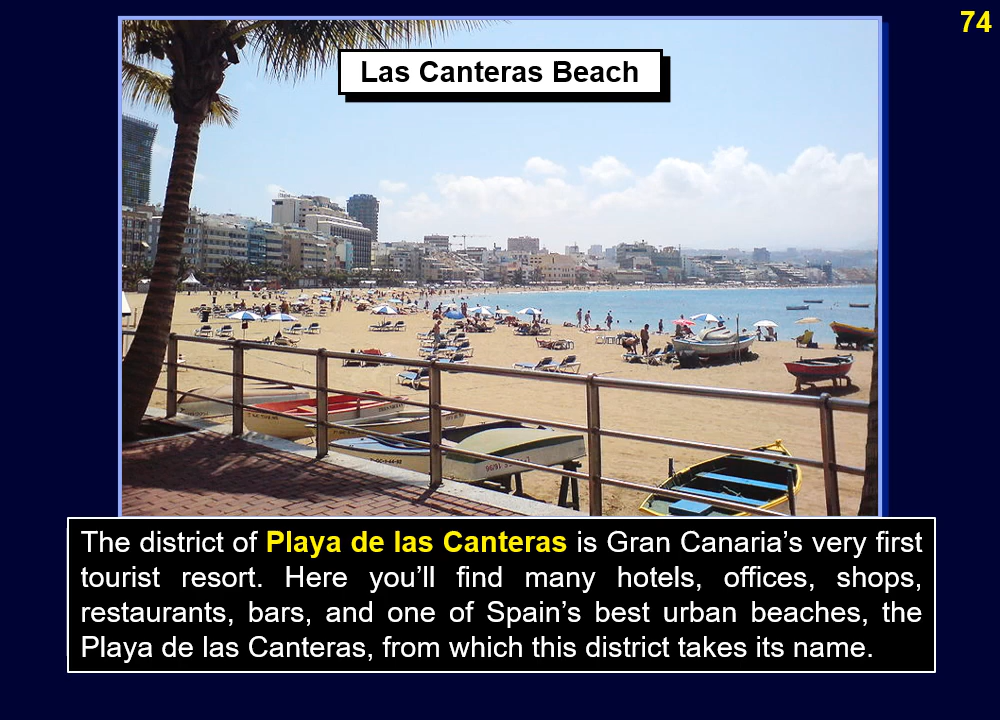 74
Las Canteras Beach
The district of Playa de las Canteras is Gran Canaria’s very first
tourist resort. Here you’ll find many hotels, offices, shops,
restaurants, bars, and one of Spain’s best urban beaches, the
Playa de las Canteras, from which this district takes its name.